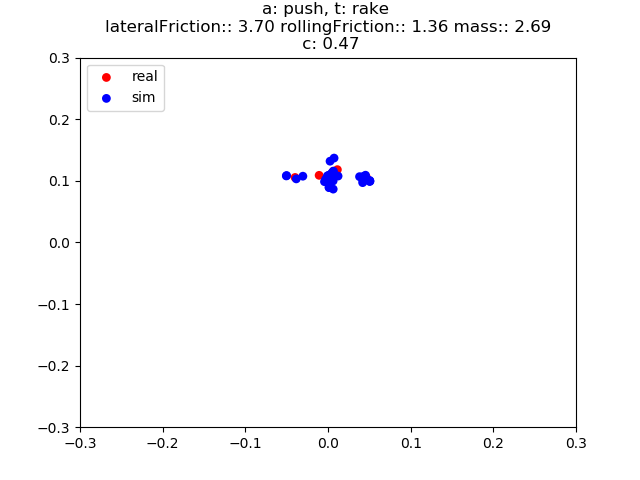 a: push, t: rake
lateralFriction:: 3.70 rollingFriction:: 1.36 mass:: 2.69
c: 0.47
real
sim
0.3
0.2
0.1
0.0
−0.1
−0.2
−0.3
−0.3 −0.2 −0.1 0.0 0.1 0.2 0.3